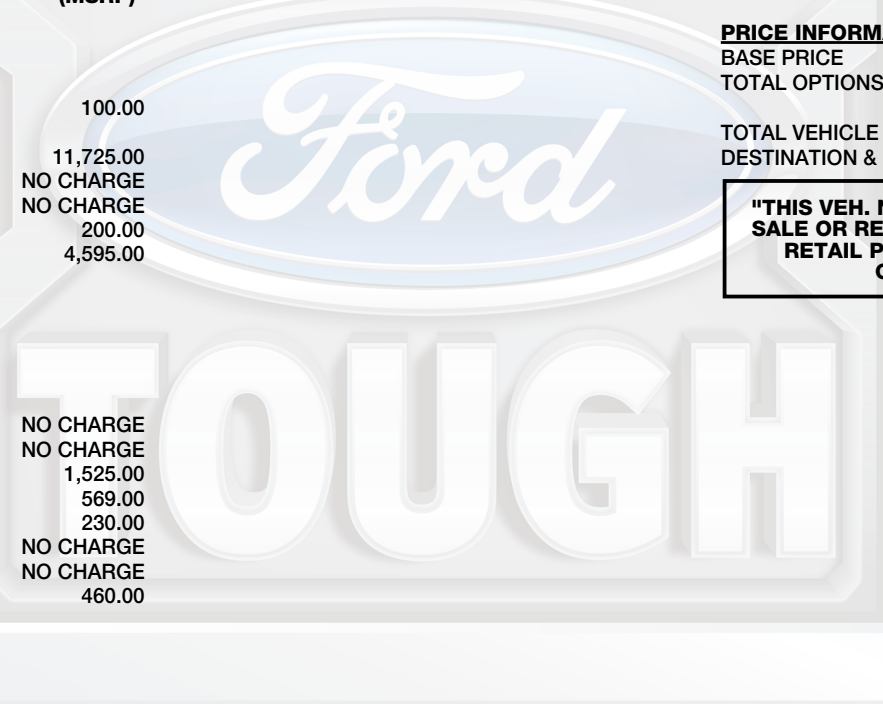 100.00
11,725.00
NO CHARGE
NO CHARGE
200.00
4,595.00
NO CHARGE
NO CHARGE
1,525.00
569.00
230.00
NO CHARGE
NO CHARGE
460.00
Ford
TOUGH
PRICE
BASE PRICE
TOTAL OPTIONS
TOTAL VEHICLE
DESTINATION &
"THIS VEH.
SALE OR
RETAIL